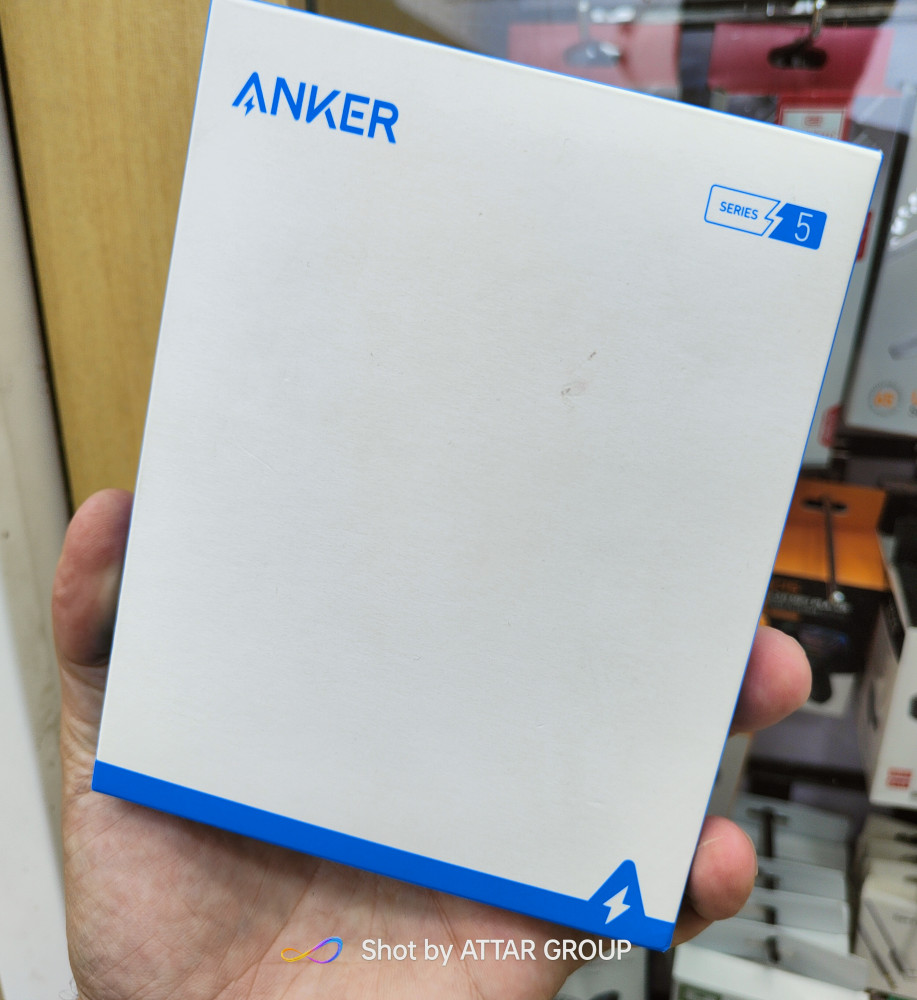 ANKER
SERIES 5
Shot by ATTAR GROUP